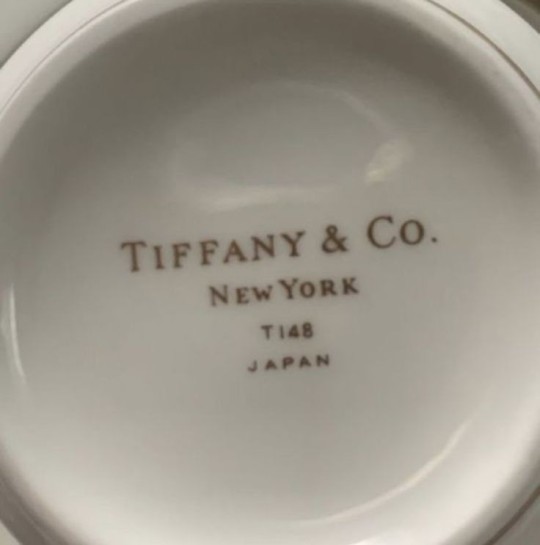 TIFFANY & CO.
NEW YORK
T148
JAPAN